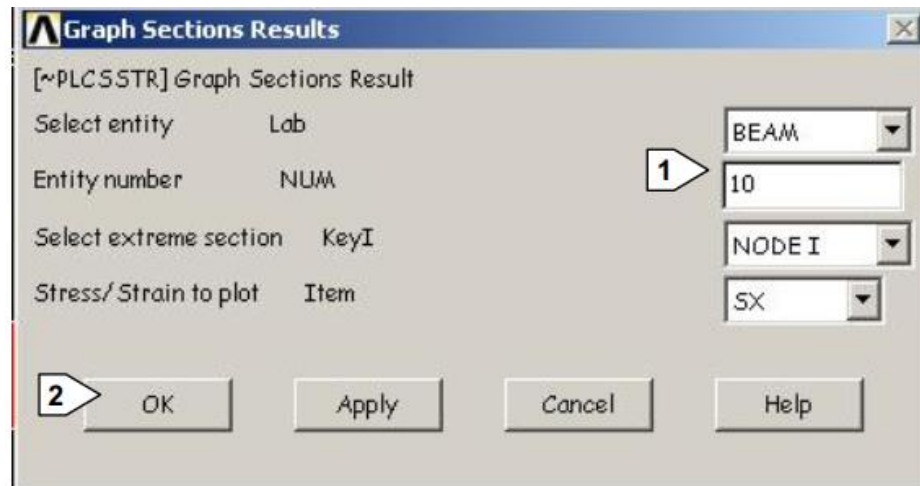 Graph Sections Results
[~PLCSSTR] Graph Sections Result
Select entity Lab BEAM
1
Entity number NUM 10
Select extreme section KeyI NODE I
Stress/Strain to plot Item SX
2
OK Apply Cancel Help